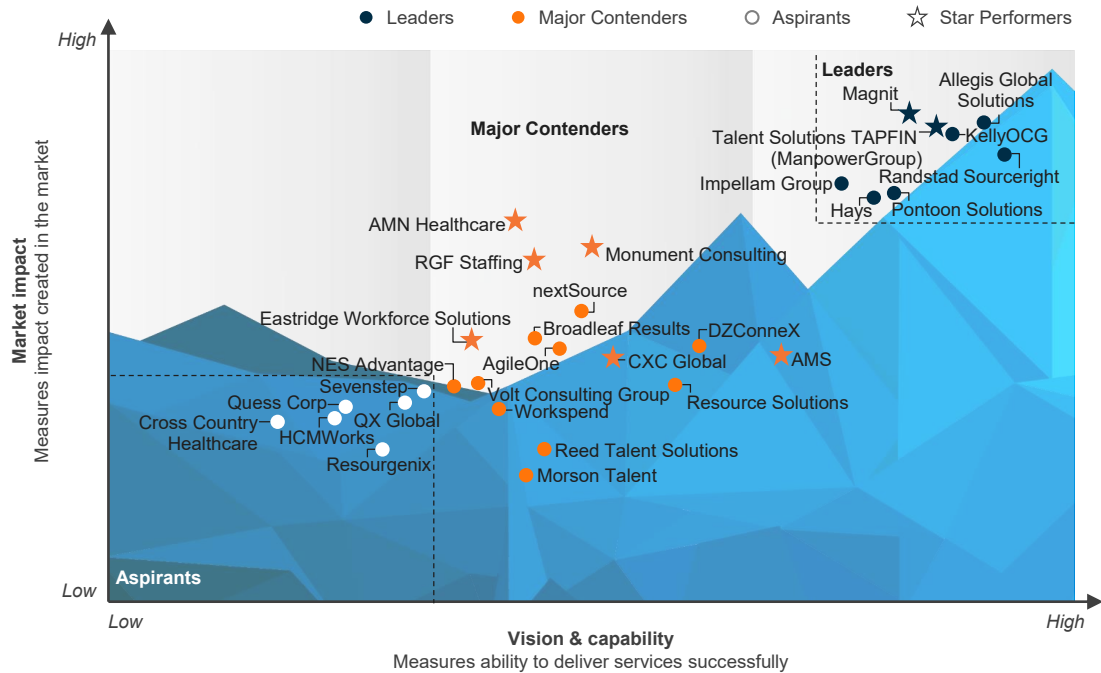 Leaders
Major Contenders
Aspirants
Star Performers
High
Leaders
Allegis Global
Solutions
Magnit
Major Contenders
Talent Solutions TAPFIN
(ManpowerGroup)
KellyOCG
Randstad Sourceright
Impellam Group
Hays
Pontoon Solutions
AMN Healthcare
Monument Consulting
RGF Staffing
nextSource
Eastridge Workforce Solutions
Broadleaf Results
DZConneX
AgileOne
CXC Global
AMS
NES Advantage
Sevenstep
Volt Consulting Group
Resource Solutions
Quess Corp
Workspend
Cross Country
Healthcare
QX Global
HCMWorks
Resourgenix
Reed Talent Solutions
Morson Talent
Aspirants
Market impact
Measures impact created in the market
Low
Low
High
Vision & capability
Measures ability to deliver services successfully